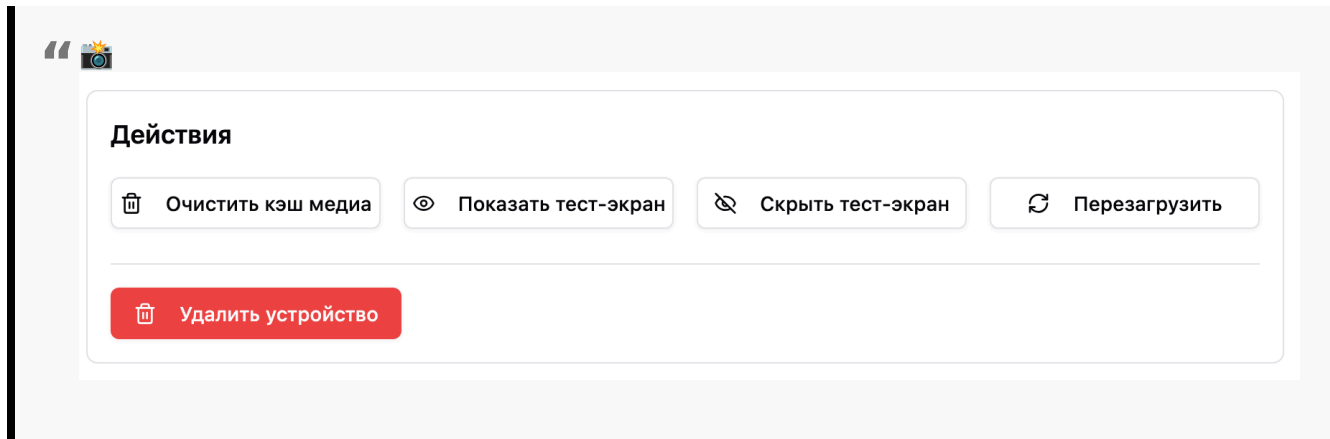 “ 📸
Действия
Очистить кэш медиа Показать тест-экран Скрыть тест-экран Перезагрузить
Удалить устройство